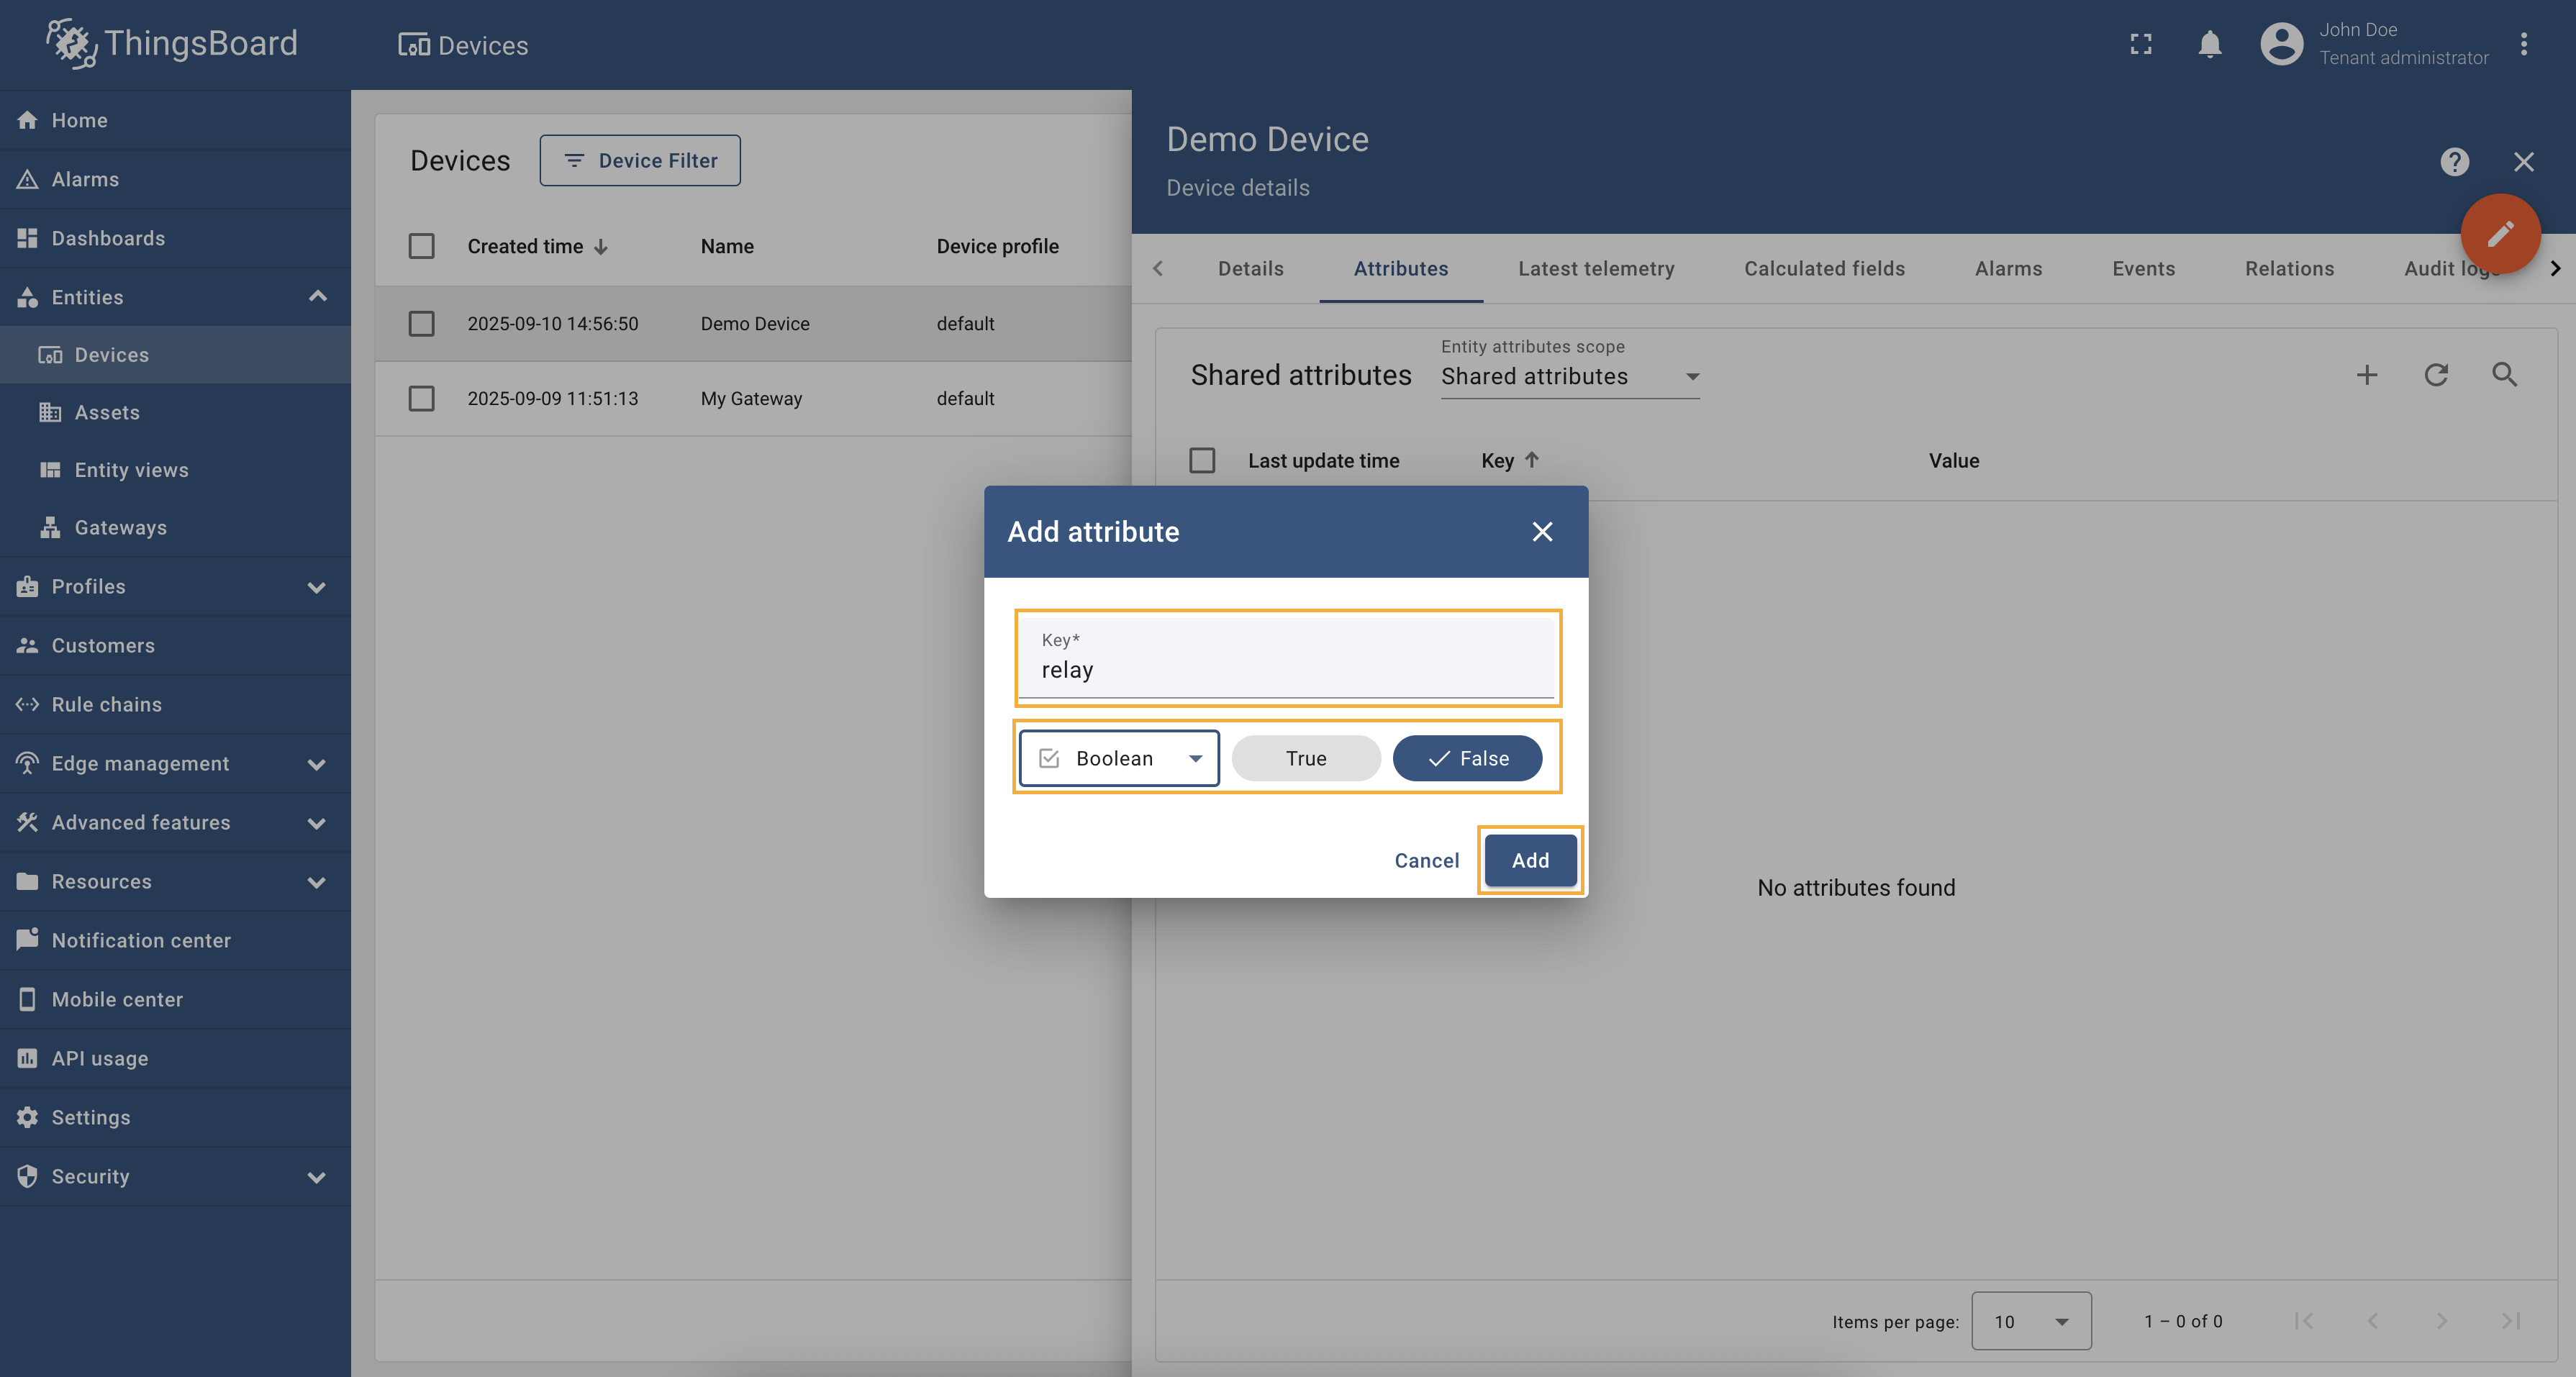 ThingsBoard
Devices
John Doe
Tenant administrator
Home
Alarms
Dashboards
Entities
Devices
Assets
Entity views
Gateways
Profiles
Customers
Rule chains
Edge management
Advanced features
Resources
Notification center
Mobile center
API usage
Settings
Security
Devices
Device Filter
Created time Name Device profile
2025-09-10 14:56:50 Demo Device default
2025-09-09 11:51:13 My Gateway default
Demo Device
Device details
Details Attributes Latest telemetry Calculated fields Alarms Events Relations Audit logs
Entity attributes scope
Shared attributes Shared attributes
Last update time Key Value
Add attribute
Key*
relay
Boolean True False
Cancel Add
No attributes found
Items per page: 10 1 – 0 of 0